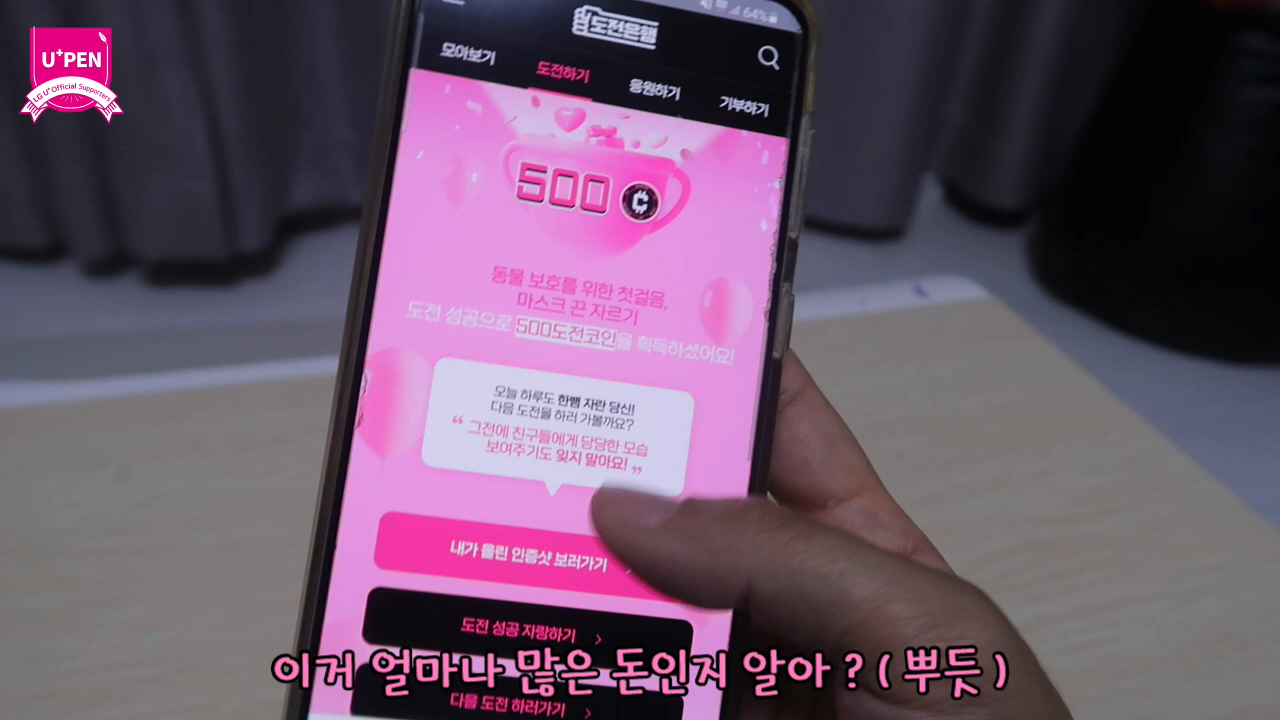 U+PEN
LG U+ Official Supporters
64%
참도전은행
모아보기
도전하기
응원하기
기부하기
500
동물 보호를 위한 첫걸음,
마스크 끈 자르기
도전 성공으로 500도전코인을 획득하셨어요!
오늘 하루도 한뼘 자란 당신!
다음 도전을 하러 가볼까요?
“ 그전에 친구들에게 당당한 모습
보여주기도 잊지 말아요! ”
내가 올린 인증샷 보러가기
도전 성공 자랑하기 >
다음 도전 하러가기 >
이거 얼마나 많은 돈인지 알아 ? ( 뿌듯 )